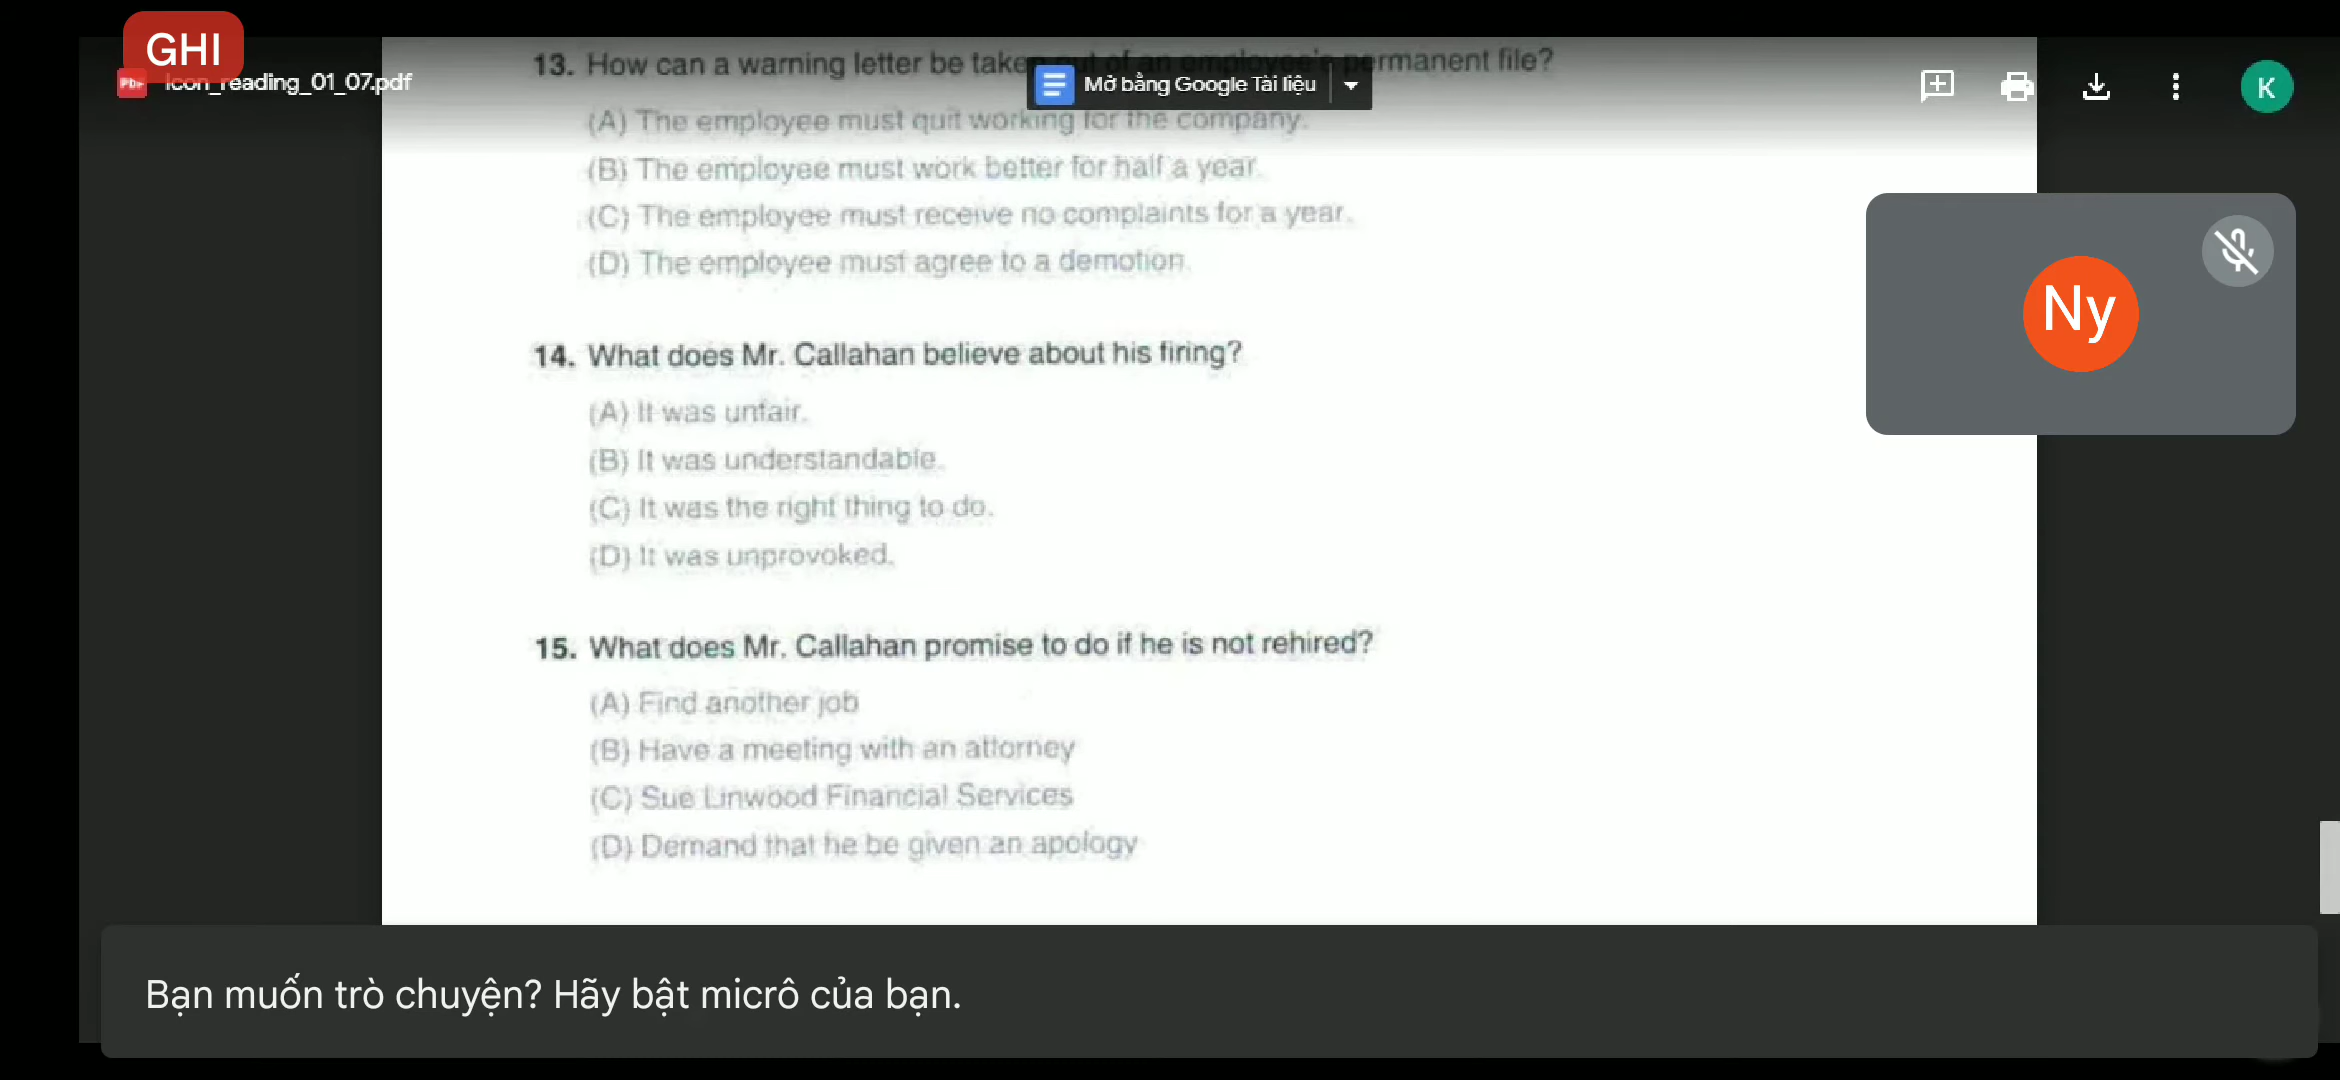 GHI
Icon_reading_01_07.pdf
Mở bằng Google Tài liệu
K
Ny
13. How can a warning letter be taken out of an employee's permanent file?
(A) The employee must quit working for the company.
(B) The employee must work better for half a year.
(C) The employee must receive no complaints for a year.
(D) The employee must agree to a demotion.
14. What does Mr. Callahan believe about his firing?
(A) It was unfair.
(B) It was understandable.
(C) It was the right thing to do.
(D) It was unprovoked.
15. What does Mr. Callahan promise to do if he is not rehired?
(A) Find another job
(B) Have a meeting with an attorney
(C) Sue Linwood Financial Services
(D) Demand that he be given an apology
Bạn muốn trò chuyện? Hãy bật micrô của bạn.